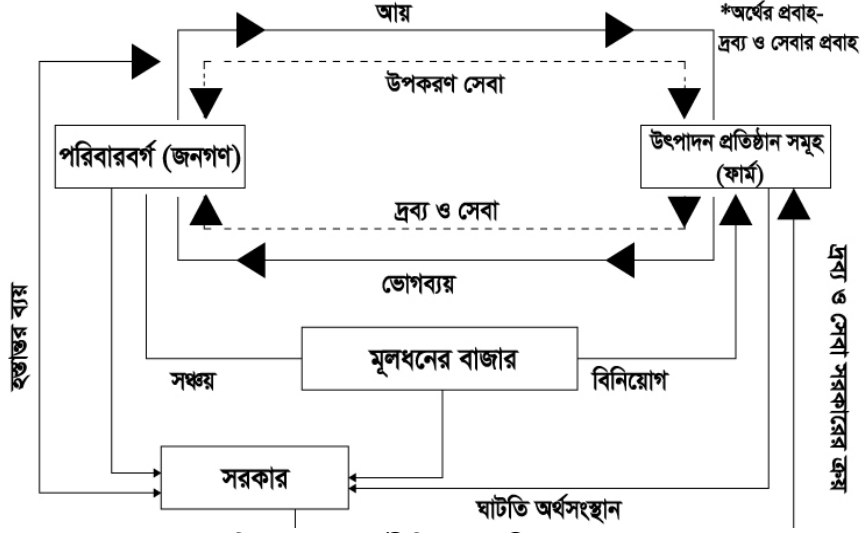 আয়
*অর্থের প্রবাহ-
দ্রব্য ও সেবার প্রবাহ
উপকরণ সেবা
পরিবারবর্গ (জনগণ)
উৎপাদন প্রতিষ্ঠান সমূহ
(ফার্ম)
দ্রব্য ও সেবা
ভোগব্যয়
হস্তান্তর ব্যয়
দ্রব্য ও সেবা সরকারের ক্রয়
মূলধনের বাজার
সঞ্চয়
বিনিয়োগ
সরকার
ঘাটতি অর্থসংস্থান